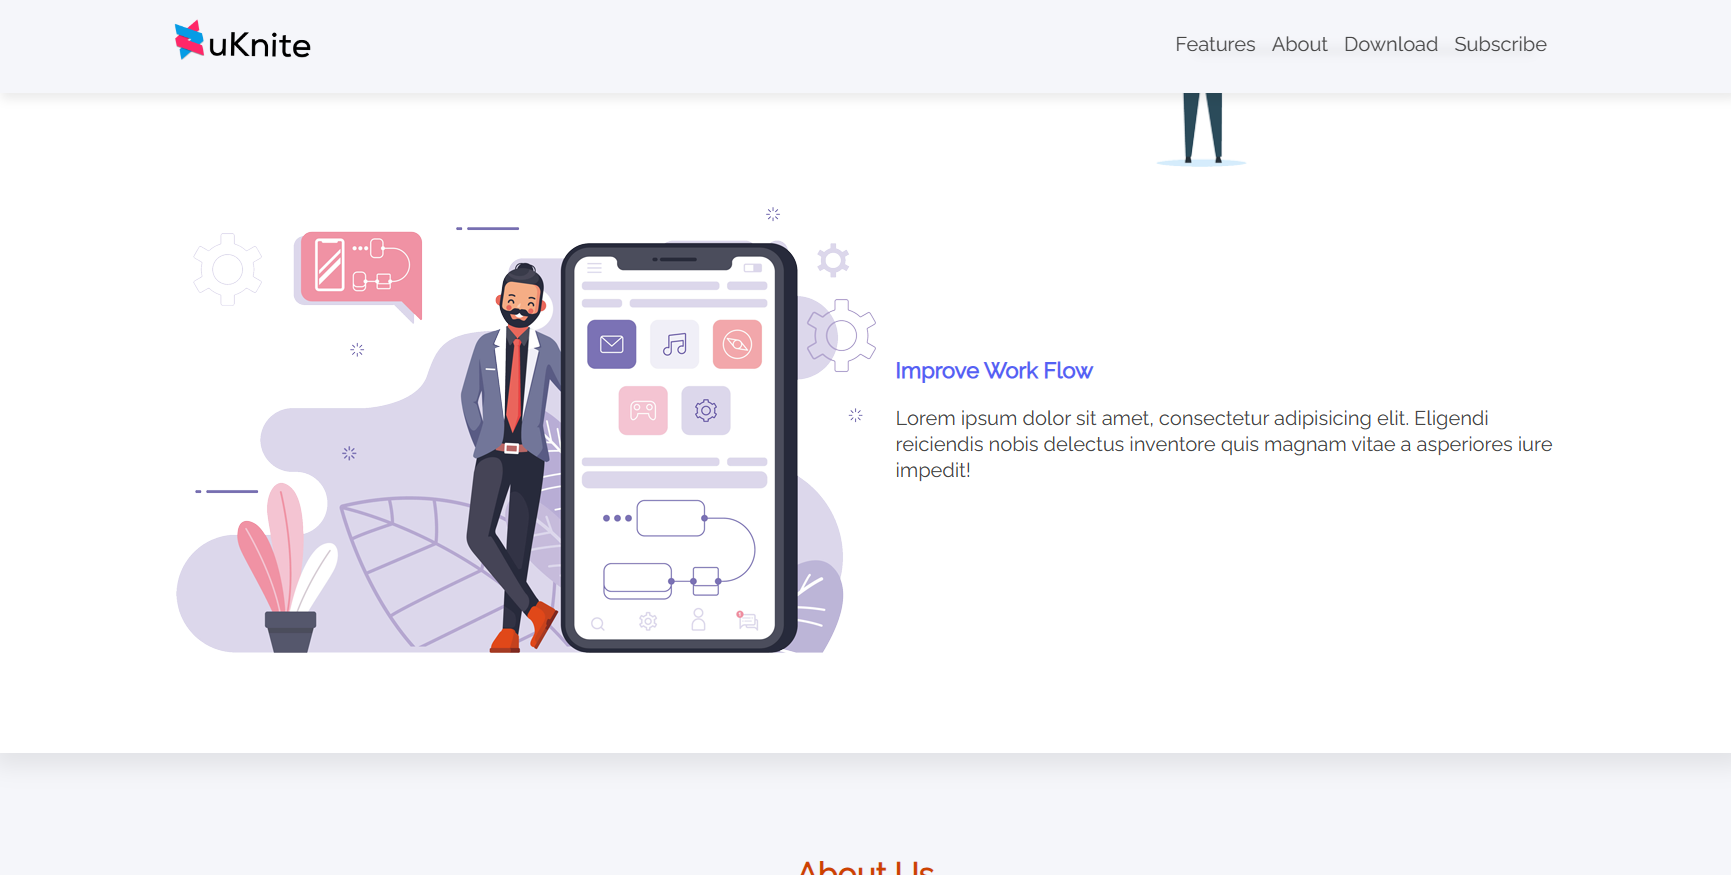 uKnite
Features About Download Subscribe
Improve Work Flow
Lorem ipsum dolor sit amet, consectetur adipisicing elit. Eligendi
reiciendis nobis delectus inventore quis magnam vitae a asperiores iure
impedit!
About Us